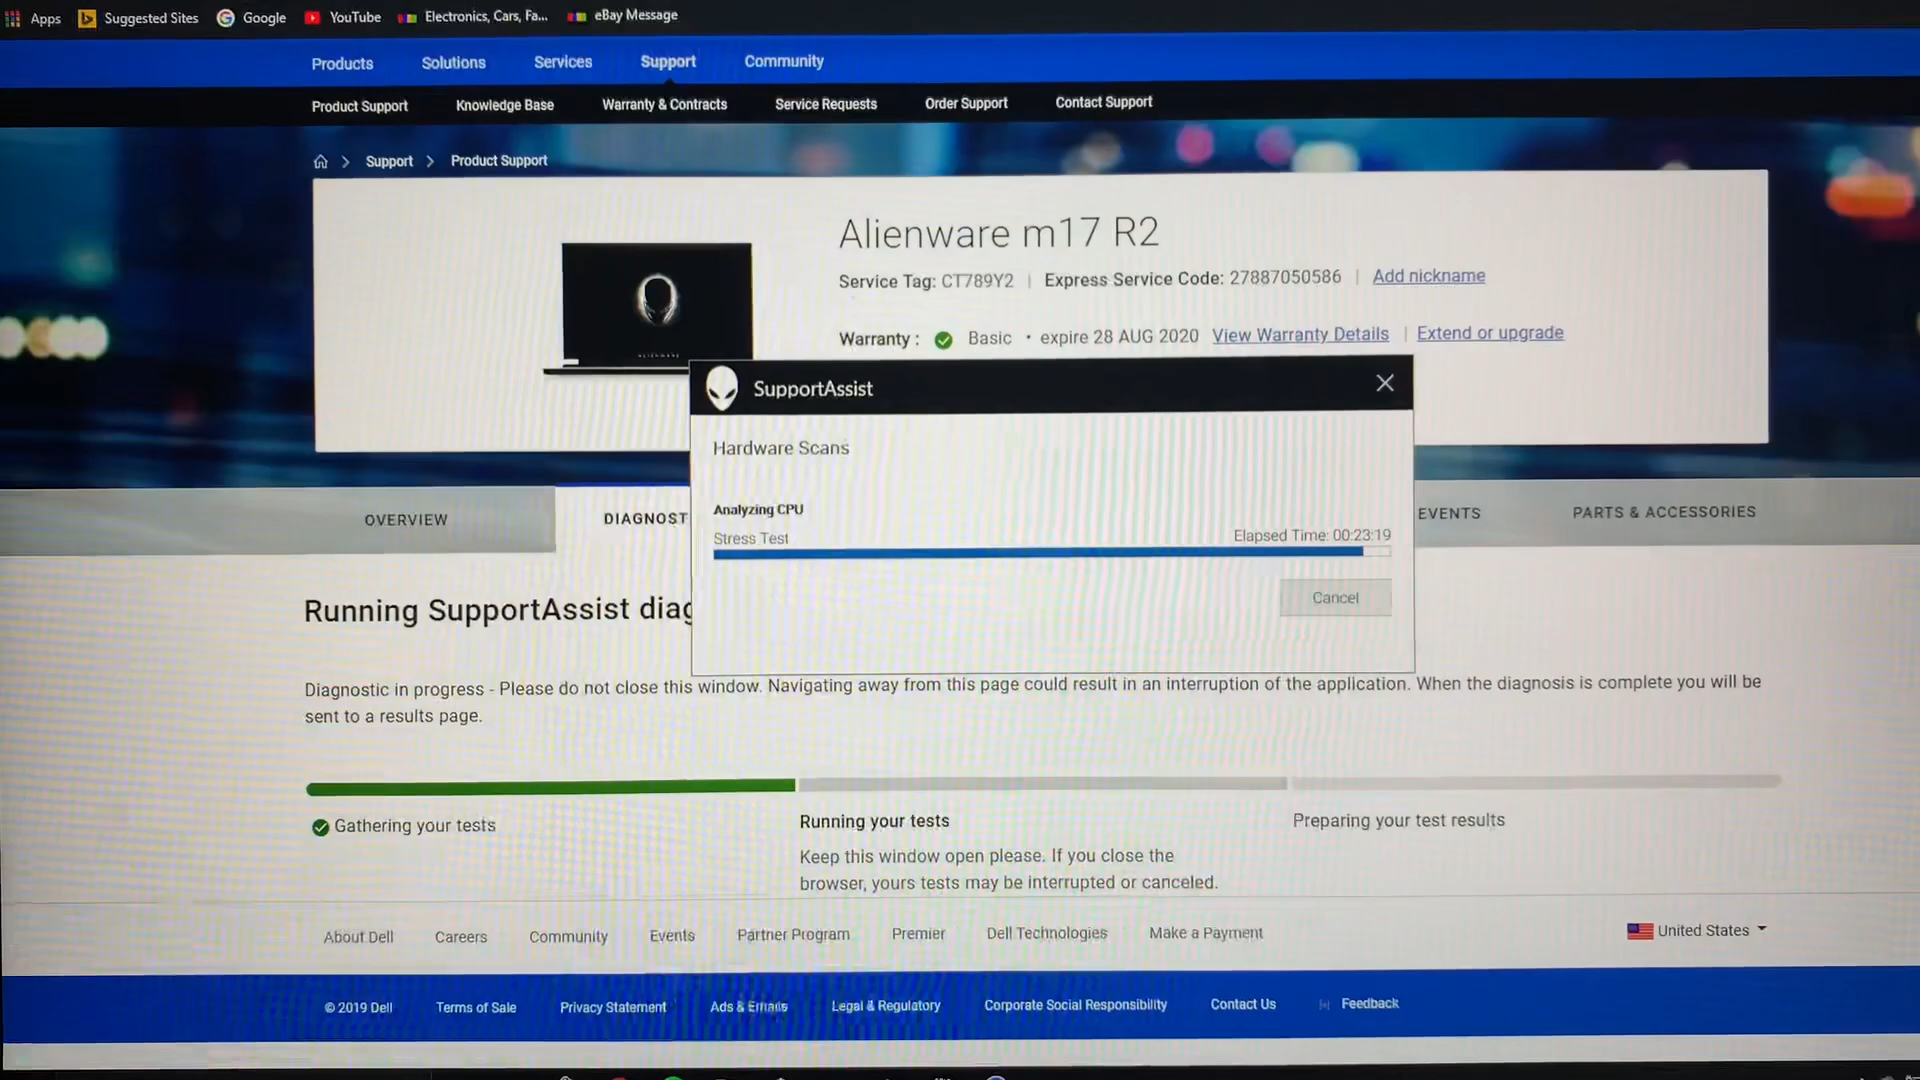 Apps Suggested Sites Google YouTube Electronics, Cars, Fa... eBay Message
Products Solutions Services Support Community
Product Support Knowledge Base Warranty & Contracts Service Requests Order Support Contact Support
Support Product Support
Alienware m17 R2
Service Tag: CT789Y2 | Express Service Code: 27887050586 | Add nickname
Warranty : Basic • expire 28 AUG 2020 View Warranty Details | Extend or upgrade
ALIENWARE
SupportAssist
Hardware Scans
Analyzing CPU
Stress Test Elapsed Time: 00:23:19
Cancel
OVERVIEW DIAGNOST EVENTS PARTS & ACCESSORIES
Running SupportAssist diag
Diagnostic in progress - Please do not close this window. Navigating away from this page could result in an interruption of the application. When the diagnosis is complete you will be
sent to a results page.
Gathering your tests Running your tests Preparing your test results
Keep this window open please. If you close the
browser, yours tests may be interrupted or canceled.
About Dell Careers Community Events Partner Program Premier Dell Technologies Make a Payment United States
© 2019 Dell Terms of Sale Privacy Statement Ads & Emails Legal & Regulatory Corporate Social Responsibility Contact Us Feedback